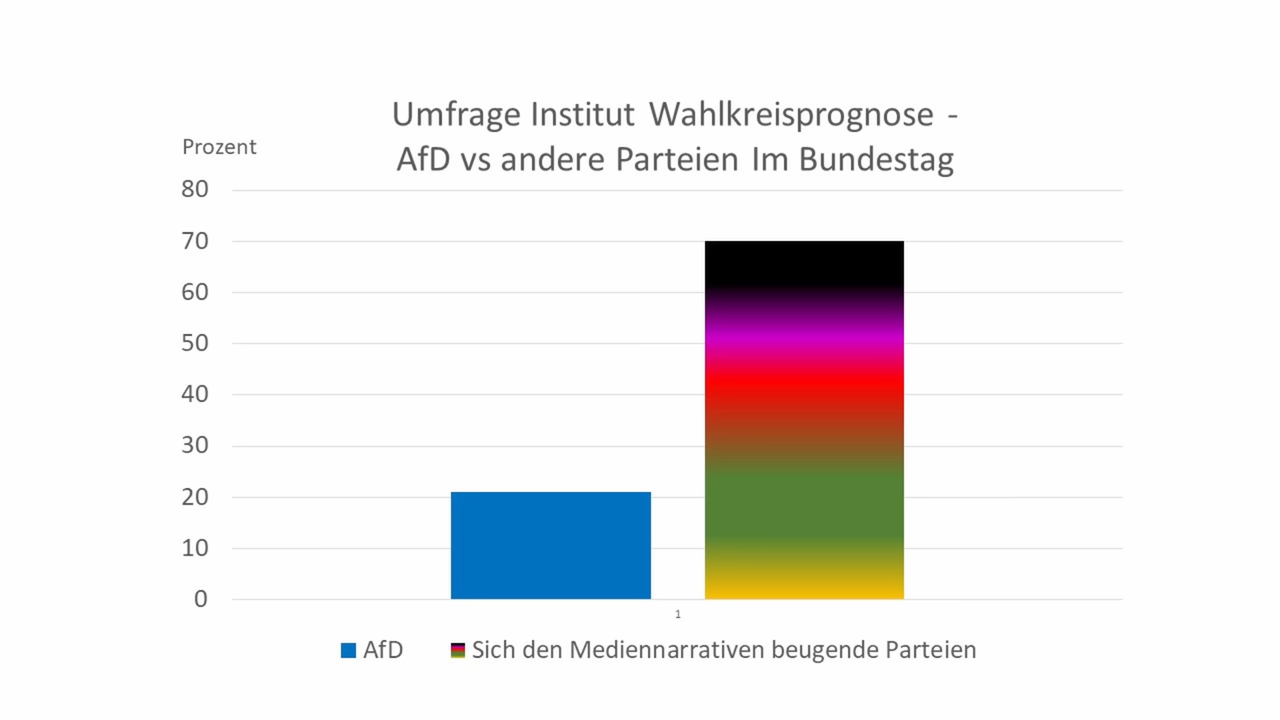 Umfrage Institut Wahlkreisprognose -
AfD vs andere Parteien Im Bundestag
Prozent
80
70
60
50
40
30
20
10
0
1
AfD
Sich den Mediennarrativen beugende Parteien